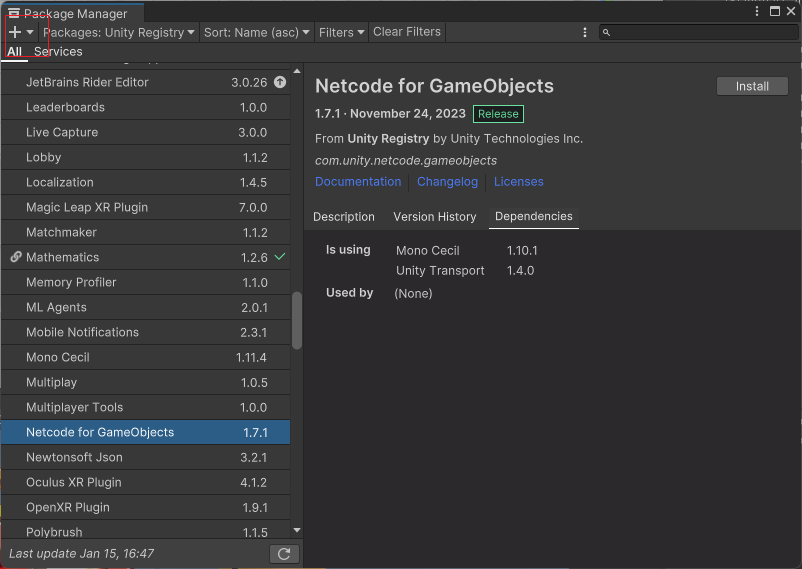 Package Manager
Packages: Unity Registry Sort: Name (asc) Filters Clear Filters
All Services
JetBrains Rider Editor 3.0.26
Leaderboards 1.0.0
Live Capture 3.0.0
Lobby 1.1.2
Localization 1.4.5
Magic Leap XR Plugin 7.0.0
Matchmaker 1.1.2
Mathematics 1.2.6
Memory Profiler 1.1.0
ML Agents 2.0.1
Mobile Notifications 2.3.1
Mono Cecil 1.11.4
Multiplay 1.0.5
Multiplayer Tools 1.0.0
Netcode for GameObjects 1.7.1
Newtonsoft Json 3.2.1
Oculus XR Plugin 4.1.2
OpenXR Plugin 1.9.1
Polybrush 1.1.5
Last update Jan 15, 16:47
Netcode for GameObjects
Install
1.7.1 · November 24, 2023 Release
From Unity Registry by Unity Technologies Inc.
com.unity.netcode.gameobjects
Documentation Changelog Licenses
Description Version History Dependencies
Is using Mono Cecil 1.10.1
Unity Transport 1.4.0
Used by (None)